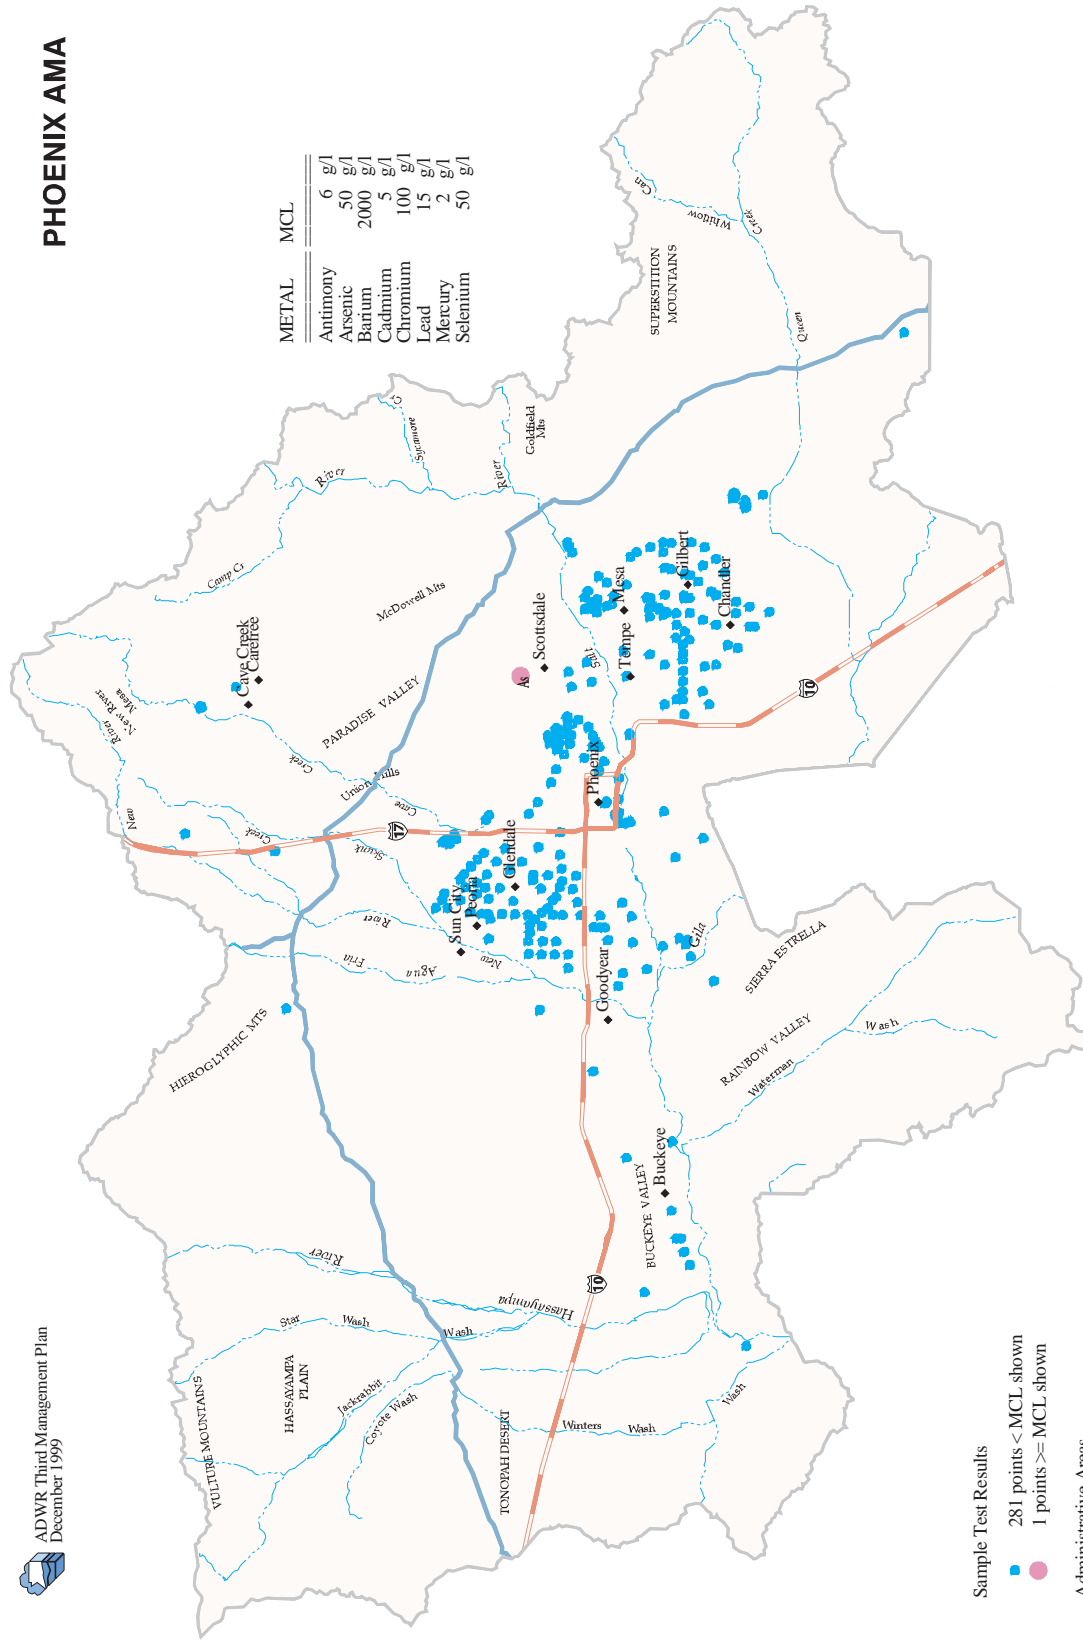 PHOENIX AMA
ADWR Third Management Plan
December 1999
METAL MCL
Antimony 6 g/l
Arsenic 50 g/l
Barium 2000 g/l
Cadmium 5 g/l
Chromium 100 g/l
Lead 15 g/l
Mercury 2 g/l
Selenium 50 g/l
VULTURE MOUNTAINS
HASSAYAMPA
PLAIN
Star
Wash
Wash
Jackrabbit
Coyote Wash
TONOPAH DESERT
Winters
Wash
Wash
River
Hassayampa
10
BUCKEYE VALLEY
Buckeye
HIEROGLYPHIC MTS
Agua
Fria
River
New
Goodyear
Sun City
Peoria
Glendale
Phoenix
Gila
SIERRA ESTRELLA
RAINBOW VALLEY
Waterman
Wash
New
River
New River
Mesa
Creek
Skunk
17
Cave
Creek
Union Hills
Cave Creek
Carefree
PARADISE VALLEY
McDowell Mts
Camp Cr
River
Sycamore
Cr
River
Goldfield
Mts
As
Scottsdale
Salt
Tempe
Mesa
Gilbert
Chandler
10
SUPERSTITION
MOUNTAINS
Queen
Creek
Whitlow
Can
Sample Test Results
281 points < MCL shown
1 points >= MCL shown
Administrative Areas